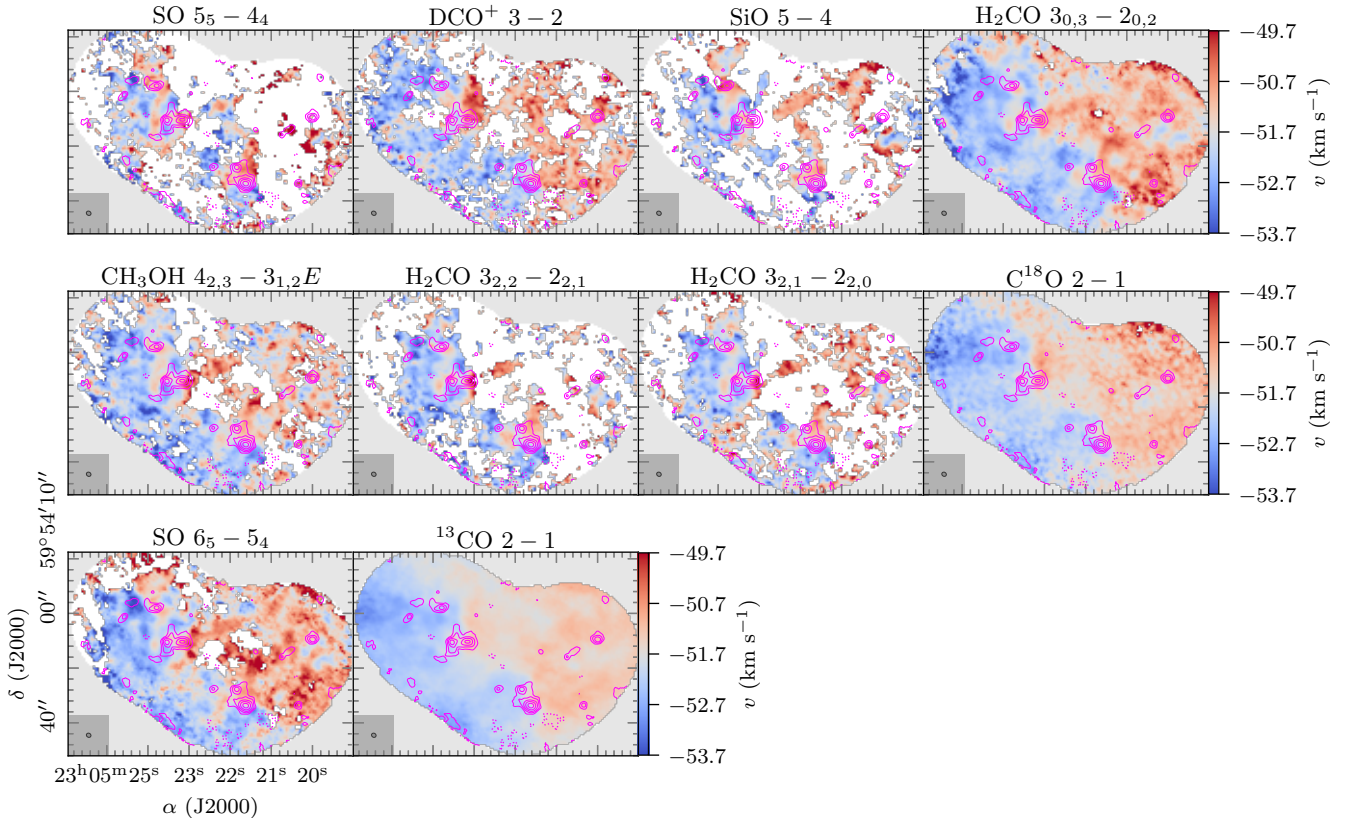 SO 5₅ − 4₄
DCO⁺ 3 − 2
SiO 5 − 4
H₂CO 3₀,₃ − 2₀,₂
−49.7
−50.7
−51.7
−52.7
−53.7
v (km s⁻¹)
CH₃OH 4₂,₃ − 3₁,₂E
H₂CO 3₂,₂ − 2₂,₁
H₂CO 3₂,₁ − 2₂,₀
C¹⁸O 2 − 1
−49.7
−50.7
−51.7
−52.7
−53.7
v (km s⁻¹)
SO 6₅ − 5₄
¹³CO 2 − 1
59°54′10″
00″
40″
δ (J2000)
23ʰ05ᵐ25ˢ
23ˢ
22ˢ
21ˢ
20ˢ
α (J2000)
−49.7
−50.7
−51.7
−52.7
−53.7
v (km s⁻¹)